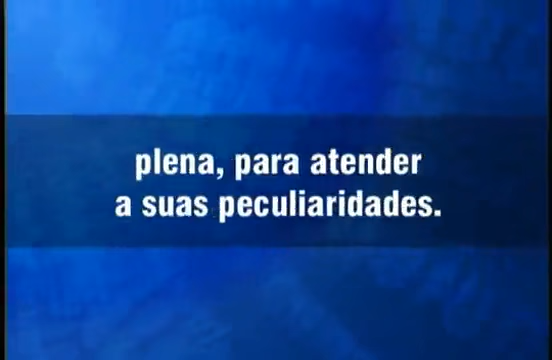 plena, para atender
a suas peculiaridades.